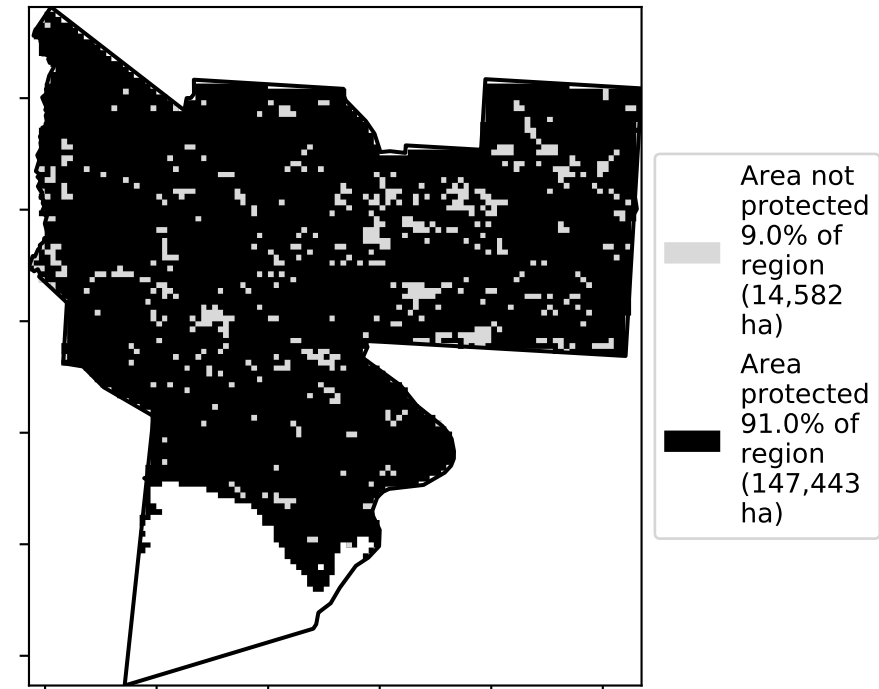 Area not
protected
9.0% of
region
(14,582
ha)
Area
protected
91.0% of
region
(147,443
ha)